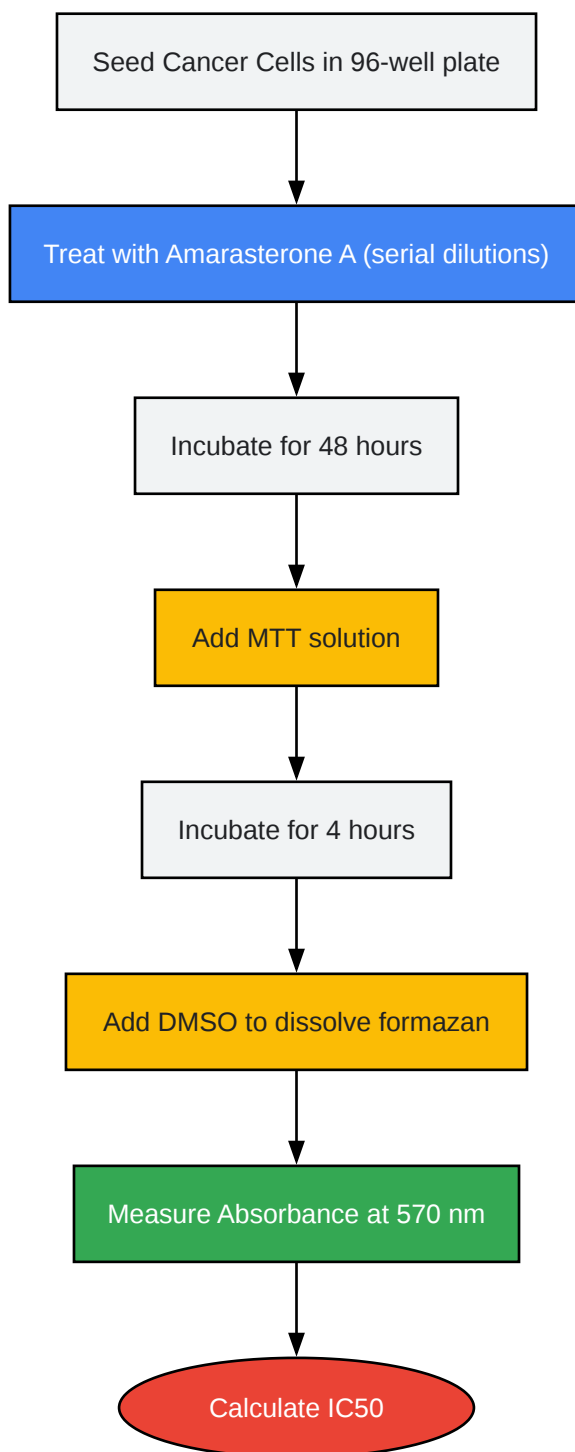 Seed Cancer Cells in 96-well plate
Treat with Amarasterone A (serial dilutions)
Incubate for 48 hours
Add MTT solution
Incubate for 4 hours
Add DMSO to dissolve formazan
Measure Absorbance at 570 nm
Calculate IC50